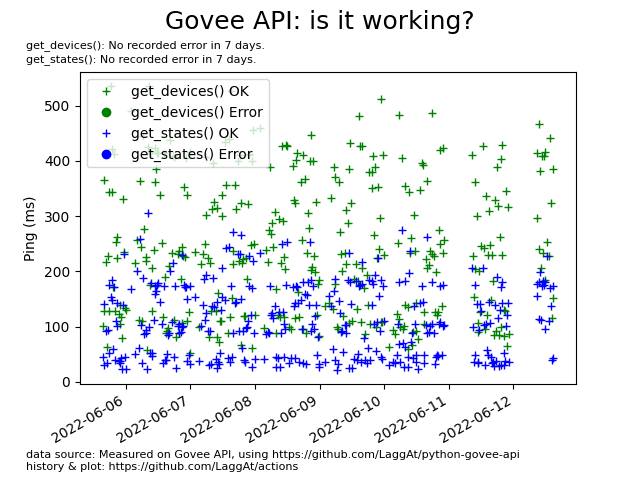 Govee API: is it working?
get_devices(): No recorded error in 7 days.
get_states(): No recorded error in 7 days.
get_devices() OK
get_devices() Error
get_states() OK
get_states() Error
Ping (ms)
500
400
300
200
100
0
2022-06-06
2022-06-07
2022-06-08
2022-06-09
2022-06-10
2022-06-11
2022-06-12
data source: Measured on Govee API, using https://github.com/LaggAt/python-govee-api
history & plot: https://github.com/LaggAt/actions